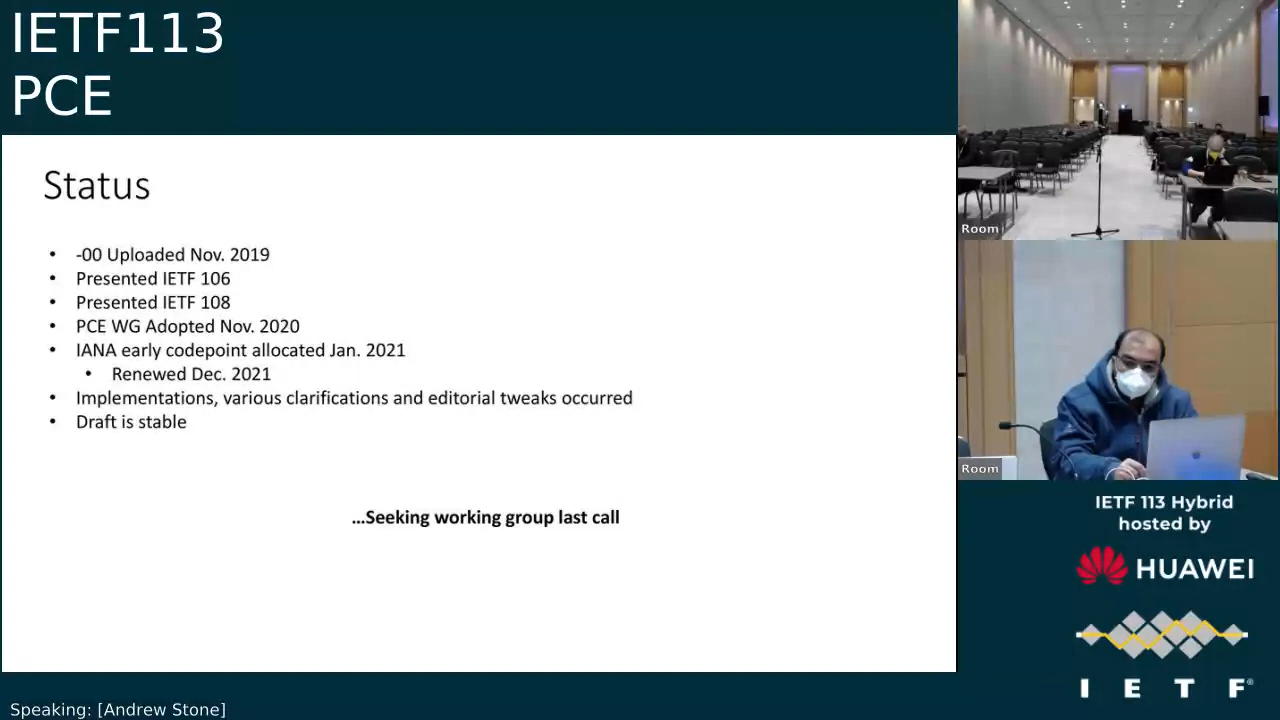 IETF113
PCE
Status
• -00 Uploaded Nov. 2019
• Presented IETF 106
• Presented IETF 108
• PCE WG Adopted Nov. 2020
• IANA early codepoint allocated Jan. 2021
• Renewed Dec. 2021
• Implementations, various clarifications and editorial tweaks occurred
• Draft is stable
...Seeking working group last call
Room
Room
IETF 113 Hybrid
hosted by
HUAWEI
I E T F®
Speaking: [Andrew Stone]